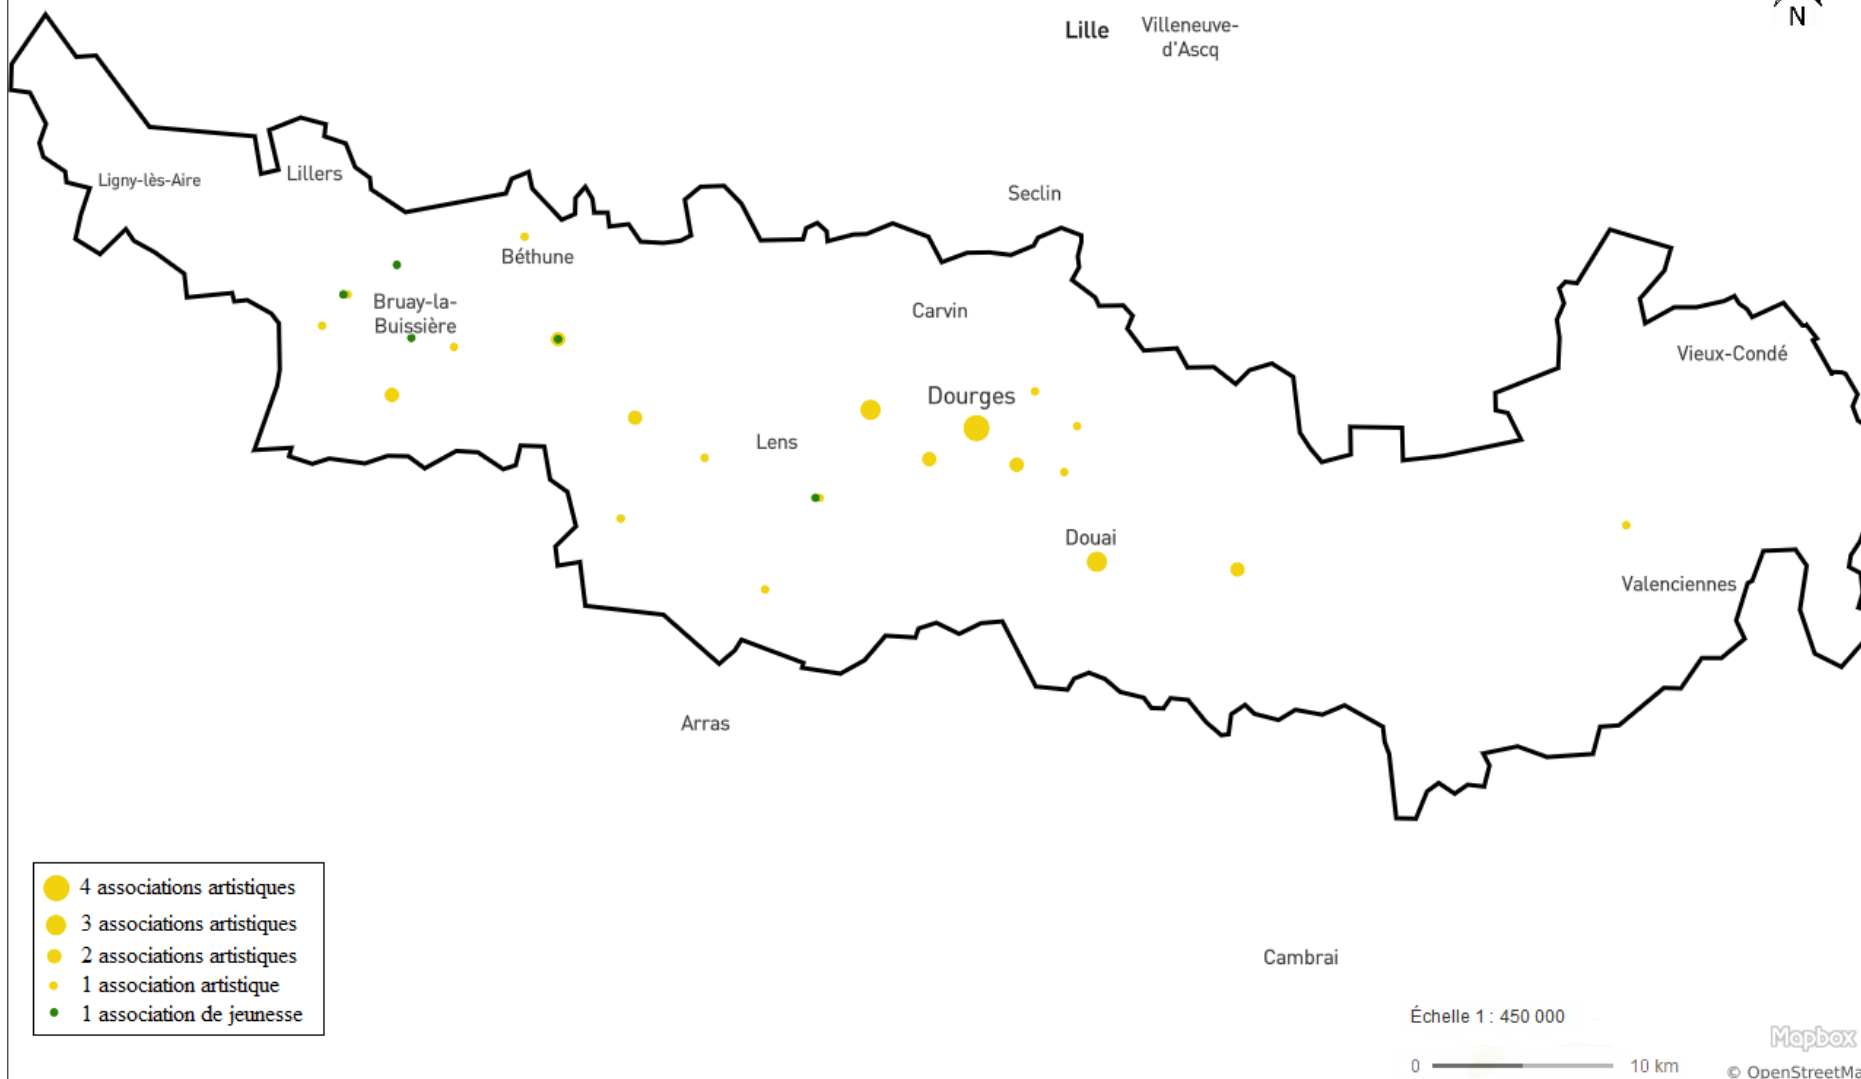 N
Lille
Villeneuve-
d'Ascq
Ligny-lès-Aire
Lillers
Seclin
Béthune
Bruay-la-
Buissière
Carvin
Vieux-Condé
Dourges
Lens
Douai
Valenciennes
Arras
4 associations artistiques
3 associations artistiques
2 associations artistiques
1 association artistique
1 association de jeunesse
Cambrai
Échelle 1 : 450 000
0 10 km
Mapbox
© OpenStreetMa